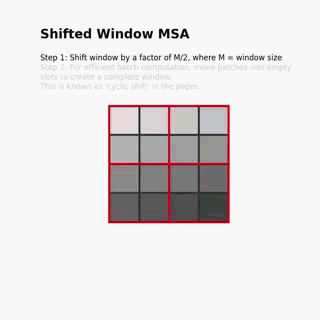 Shifted Window MSA
Step 1: Shift window by a factor of M/2, where M = window size
Step 2: For efficient batch computation, move patches into empty
slots to create a complete window.
This is known as 'cyclic shift' in the paper.